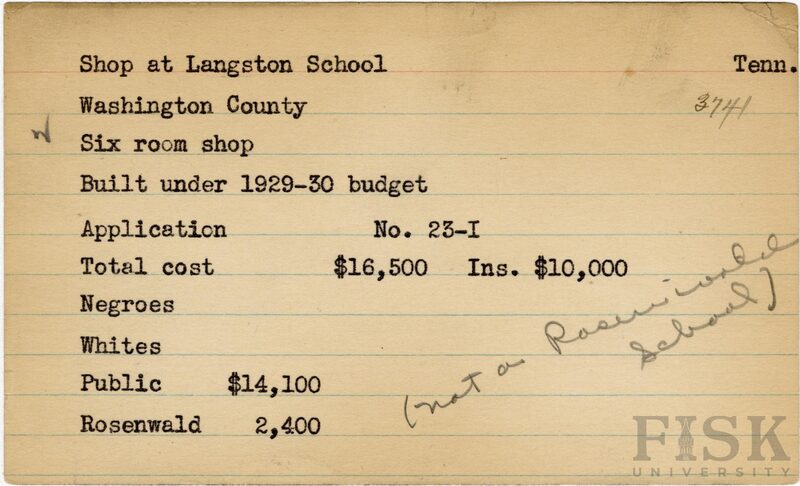 Shop at Langston School Tenn.
Washington County 3741
Six room shop
Built under 1929-30 budget
Application No. 23-I
Total cost $16,500 Ins. $10,000
Negroes
Whites
Public $14,100
Rosenwald 2,400
(not a Rosenwald
School)
FISK
UNIVERSITY